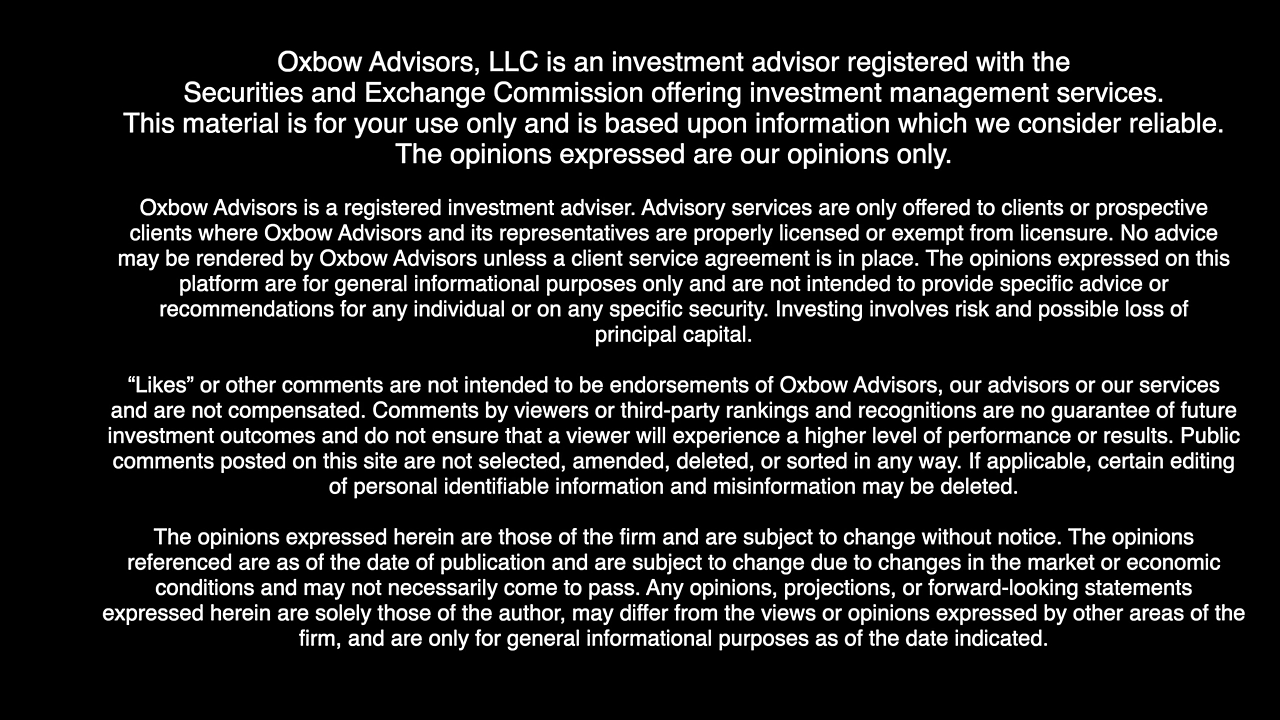 Oxbow Advisors, LLC is an investment advisor registered with the
Securities and Exchange Commission offering investment management services.
This material is for your use only and is based upon information which we consider reliable.
The opinions expressed are our opinions only.
Oxbow Advisors is a registered investment adviser. Advisory services are only offered to clients or prospective
clients where Oxbow Advisors and its representatives are properly licensed or exempt from licensure. No advice
may be rendered by Oxbow Advisors unless a client service agreement is in place. The opinions expressed on this
platform are for general informational purposes only and are not intended to provide specific advice or
recommendations for any individual or on any specific security. Investing involves risk and possible loss of
principal capital.
“Likes” or other comments are not intended to be endorsements of Oxbow Advisors, our advisors or our services
and are not compensated. Comments by viewers or third-party rankings and recognitions are no guarantee of future
investment outcomes and do not ensure that a viewer will experience a higher level of performance or results. Public
comments posted on this site are not selected, amended, deleted, or sorted in any way. If applicable, certain editing
of personal identifiable information and misinformation may be deleted.
The opinions expressed herein are those of the firm and are subject to change without notice. The opinions
referenced are as of the date of publication and are subject to change due to changes in the market or economic
conditions and may not necessarily come to pass. Any opinions, projections, or forward-looking statements
expressed herein are solely those of the author, may differ from the views or opinions expressed by other areas of the
firm, and are only for general informational purposes as of the date indicated.